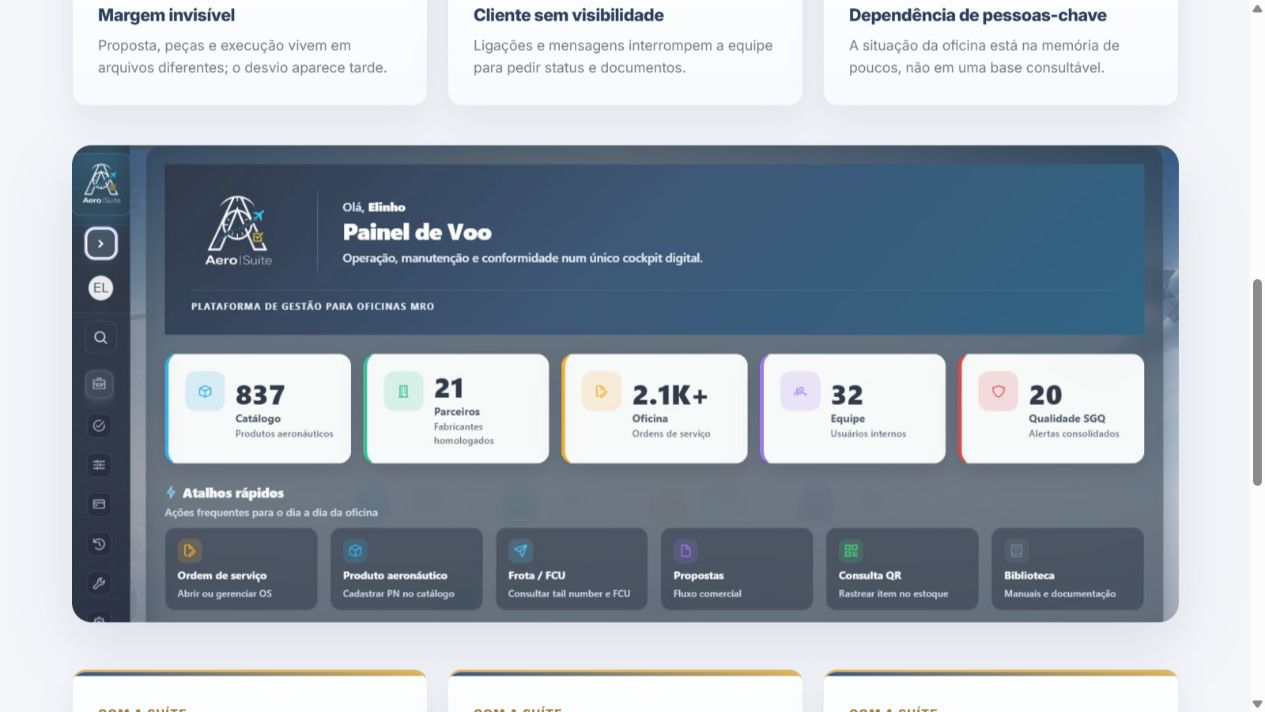 Margem invisível
Proposta, peças e execução vivem em
arquivos diferentes; o desvio aparece tarde.
Cliente sem visibilidade
Ligações e mensagens interrompem a equipe
para pedir status e documentos.
Dependência de pessoas-chave
A situação da oficina está na memória de
poucos, não em uma base consultável.
Aero|Suite
EL
Aero|Suite
Olá, Elinho
Painel de Voo
Operação, manutenção e conformidade num único cockpit digital.
PLATAFORMA DE GESTÃO PARA OFICINAS MRO
837
Catálogo
Produtos aeronáuticos
21
Parceiros
Fabricantes
homologados
2.1K+
Oficina
Ordens de serviço
32
Equipe
Usuários internos
20
Qualidade SGQ
Alertas consolidados
Atalhos rápidos
Ações frequentes para o dia a dia da oficina
Ordem de serviço
Abrir ou gerenciar OS
Produto aeronáutico
Cadastrar PN no catálogo
Frota / FCU
Consultar tail number e FCU
Propostas
Fluxo comercial
Consulta QR
Rastrear item no estoque
Biblioteca
Manuais e documentação
COM A SUÍTE
COM A SUÍTE
COM A SUÍTE